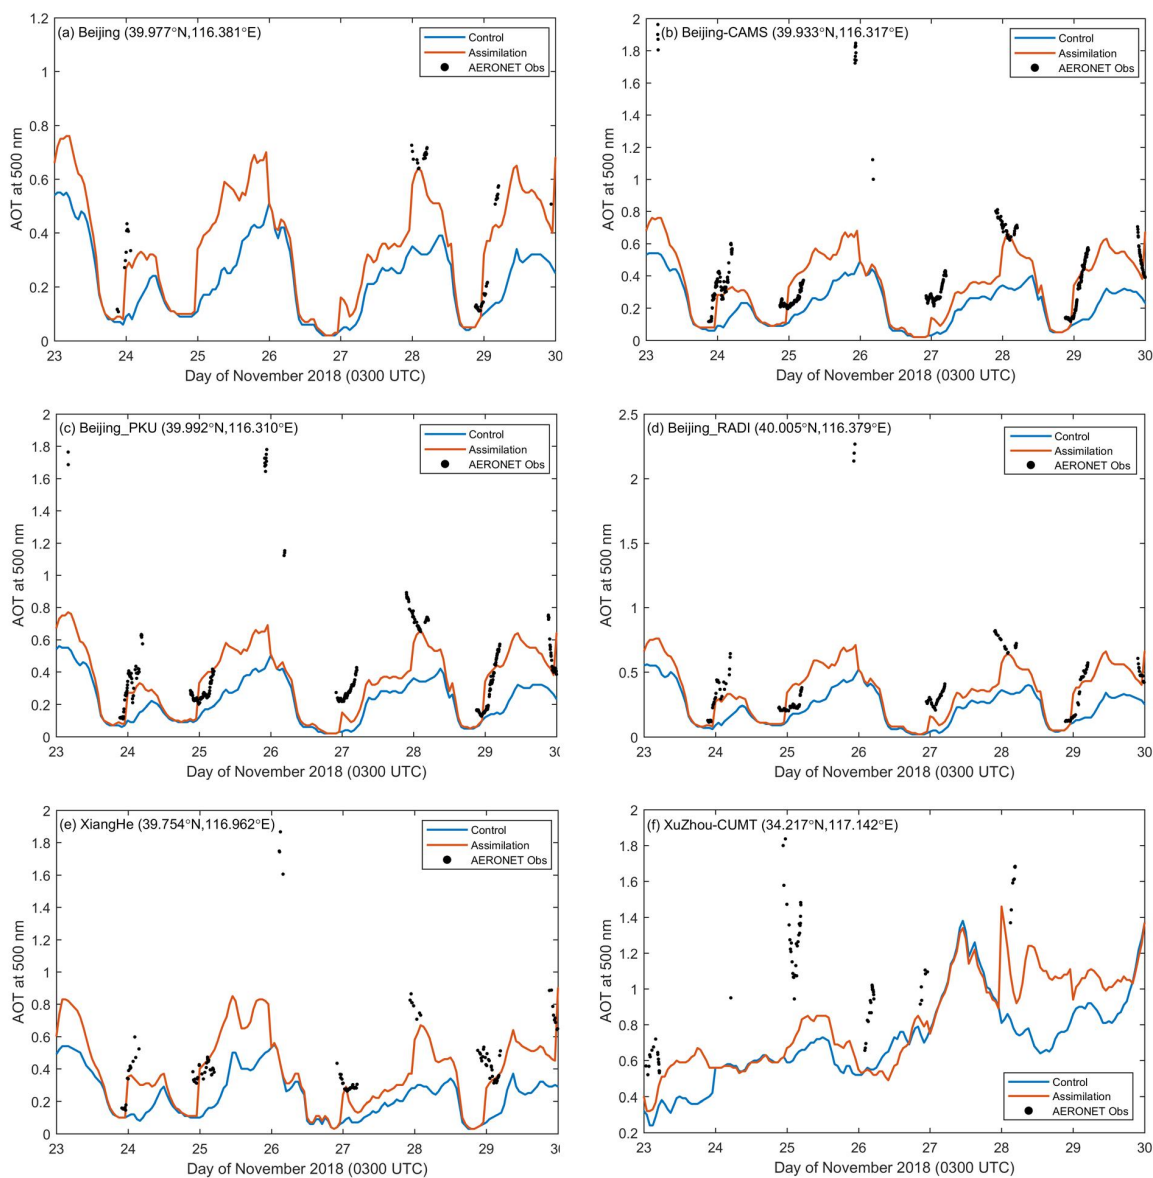 (a) Beijing (39.977°N,116.381°E)
Control
Assimilation
AERONET Obs
AOT at 500 nm
1.2
1
0.8
0.6
0.4
0.2
0
23 24 25 26 27 28 29 30
Day of November 2018 (0300 UTC)
(b) Beijing-CAMS (39.933°N,116.317°E)
Control
Assimilation
AERONET Obs
AOT at 500 nm
2
1.8
1.6
1.4
1.2
1
0.8
0.6
0.4
0.2
0
23 24 25 26 27 28 29 30
Day of November 2018 (0300 UTC)
(c) Beijing_PKU (39.992°N,116.310°E)
Control
Assimilation
AERONET Obs
AOT at 500 nm
2
1.8
1.6
1.4
1.2
1
0.8
0.6
0.4
0.2
0
23 24 25 26 27 28 29 30
Day of November 2018 (0300 UTC)
(d) Beijing_RADI (40.005°N,116.379°E)
Control
Assimilation
AERONET Obs
AOT at 500 nm
2.5
2
1.5
1
0.5
0
23 24 25 26 27 28 29 30
Day of November 2018 (0300 UTC)
(e) XiangHe (39.754°N,116.962°E)
Control
Assimilation
AERONET Obs
AOT at 500 nm
2
1.8
1.6
1.4
1.2
1
0.8
0.6
0.4
0.2
0
23 24 25 26 27 28 29 30
Day of November 2018 (0300 UTC)
(f) XuZhou-CUMT (34.217°N,117.142°E)
Control
Assimilation
AERONET Obs
AOT at 500 nm
2
1.8
1.6
1.4
1.2
1
0.8
0.6
0.4
0.2
23 24 25 26 27 28 29 30
Day of November 2018 (0300 UTC)